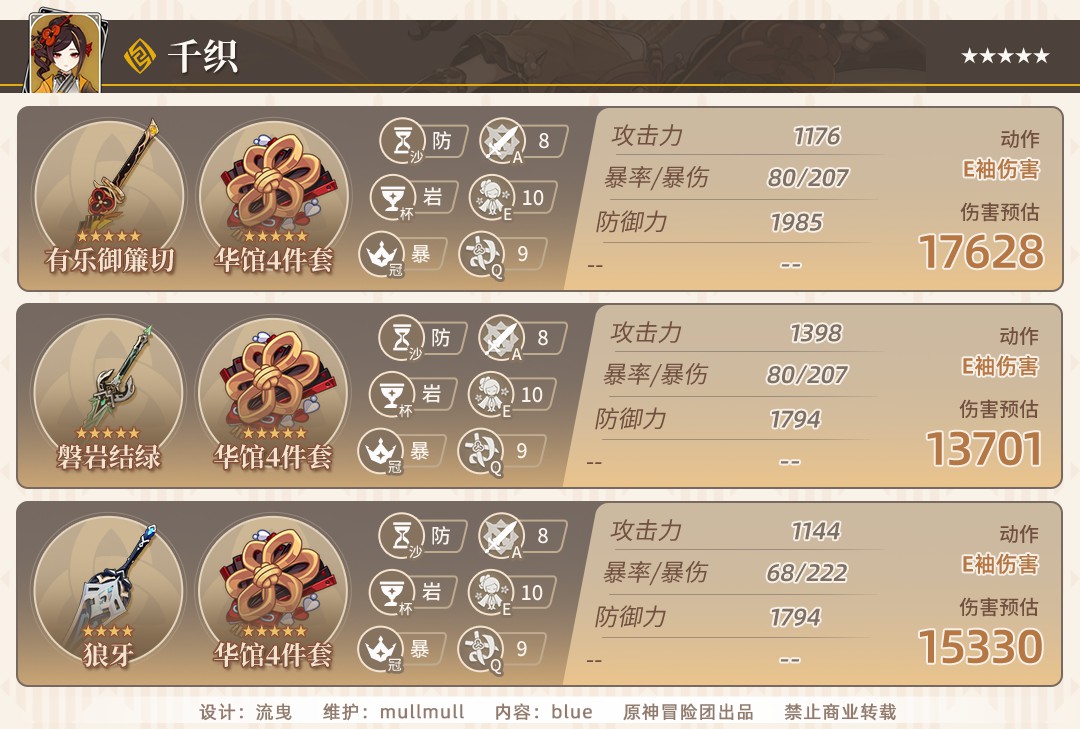 千织 ★★★★★
沙 防 A 8 攻击力 1176 动作
暴率/暴伤 80/207 E袖伤害
杯 岩 E 10 防御力 1985 伤害预估
★★★★★ ★★★★★ 冠 暴 Q 9 -- -- 17628
有乐御簾切 华馆4件套
沙 防 A 8 攻击力 1398 动作
暴率/暴伤 80/207 E袖伤害
杯 岩 E 10 防御力 1794 伤害预估
★★★★★ ★★★★★ 冠 暴 Q 9 -- -- 13701
磐岩结绿 华馆4件套
沙 防 A 8 攻击力 1144 动作
暴率/暴伤 68/222 E袖伤害
杯 岩 E 10 防御力 1794 伤害预估
★★★★ ★★★★★ 冠 暴 Q 9 -- -- 15330
狼牙 华馆4件套
设计：流曳 维护：mullmull 内容：blue 原神冒险团出品 禁止商业转载